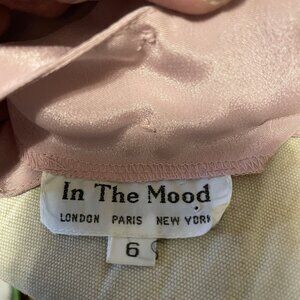 In The Mood
LONDON PARIS NEW YORK
6